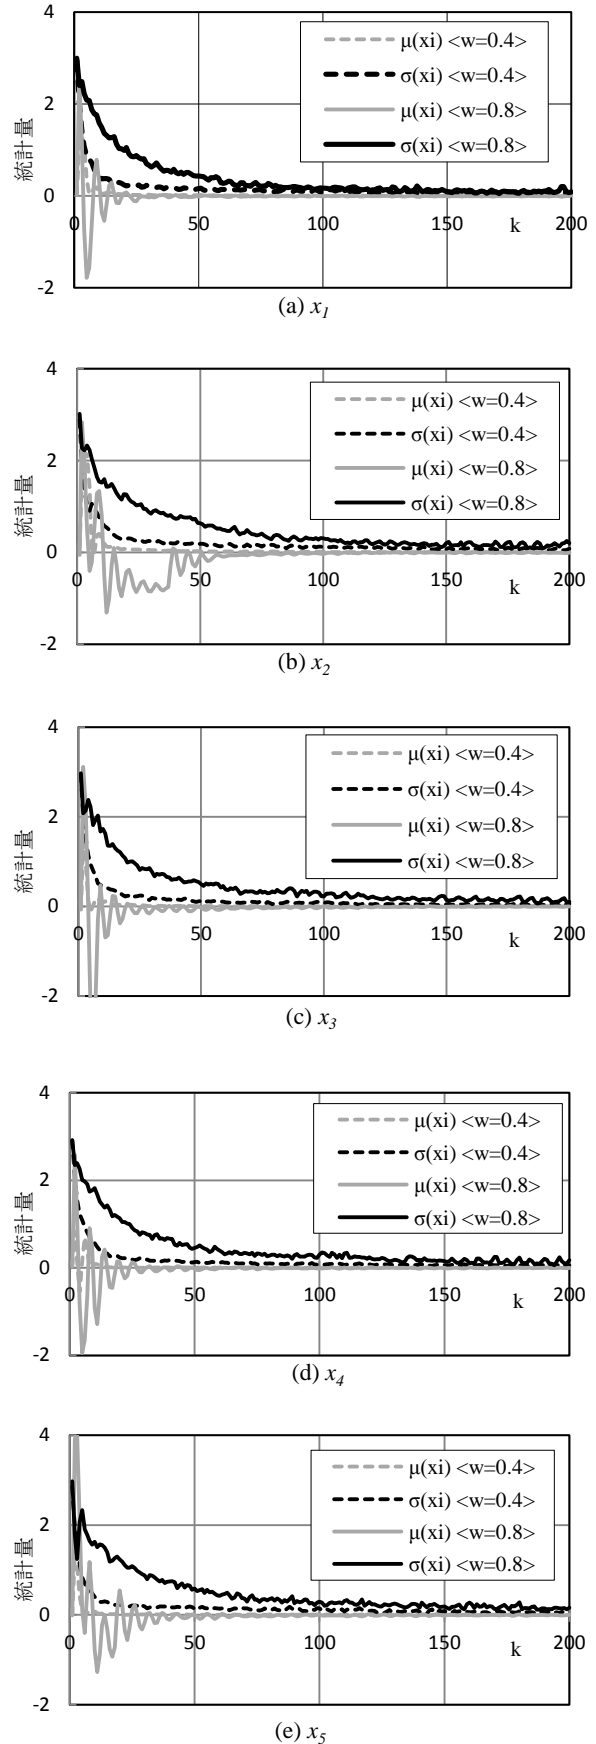 4
μ(xi) <w=0.4>
σ(xi) <w=0.4>
2
μ(xi) <w=0.8>
σ(xi) <w=0.8>
統計量
0
0 50 100 150 200
k
-2
(a) x1
4
μ(xi) <w=0.4>
σ(xi) <w=0.4>
2
μ(xi) <w=0.8>
σ(xi) <w=0.8>
統計量
0
0 50 100 150 200
k
-2
(b) x2
4
μ(xi) <w=0.4>
σ(xi) <w=0.4>
2
μ(xi) <w=0.8>
σ(xi) <w=0.8>
統計量
0
0 50 100 150 200
k
-2
(c) x3
4
μ(xi) <w=0.4>
σ(xi) <w=0.4>
2
μ(xi) <w=0.8>
σ(xi) <w=0.8>
統計量
0
0 50 100 150 200
k
-2
(d) x4
4
μ(xi) <w=0.4>
σ(xi) <w=0.4>
2
μ(xi) <w=0.8>
σ(xi) <w=0.8>
統計量
0
0 50 100 150 200
k
-2
(e) x5